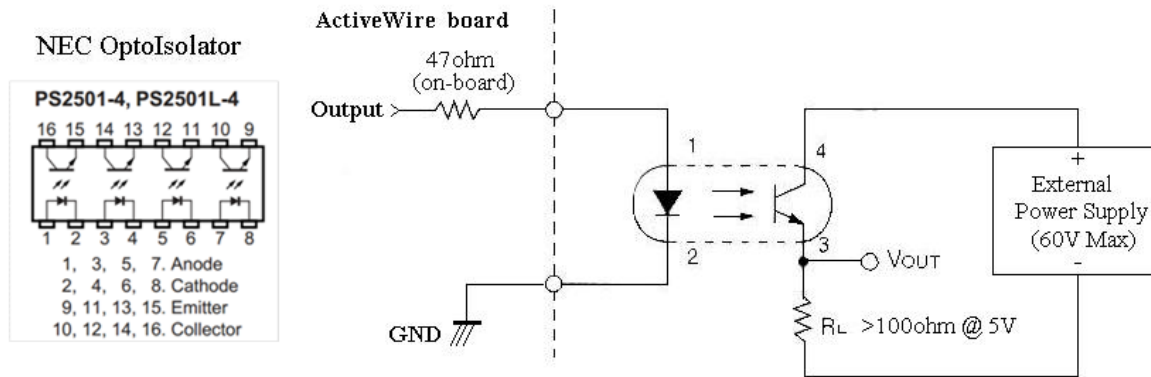 NEC OptoIsolator
PS2501-4, PS2501L-4
16 15 14 13 12 11 10 9
1 2 3 4 5 6 7 8
1, 3, 5, 7. Anode
2, 4, 6, 8. Cathode
9, 11, 13, 15. Emitter
10, 12, 14, 16. Collector
ActiveWire board
47ohm
(on-board)
Output
1
4
2
3
GND
VOUT
RL >100ohm @ 5V
+
External
Power Supply
(60V Max)
-